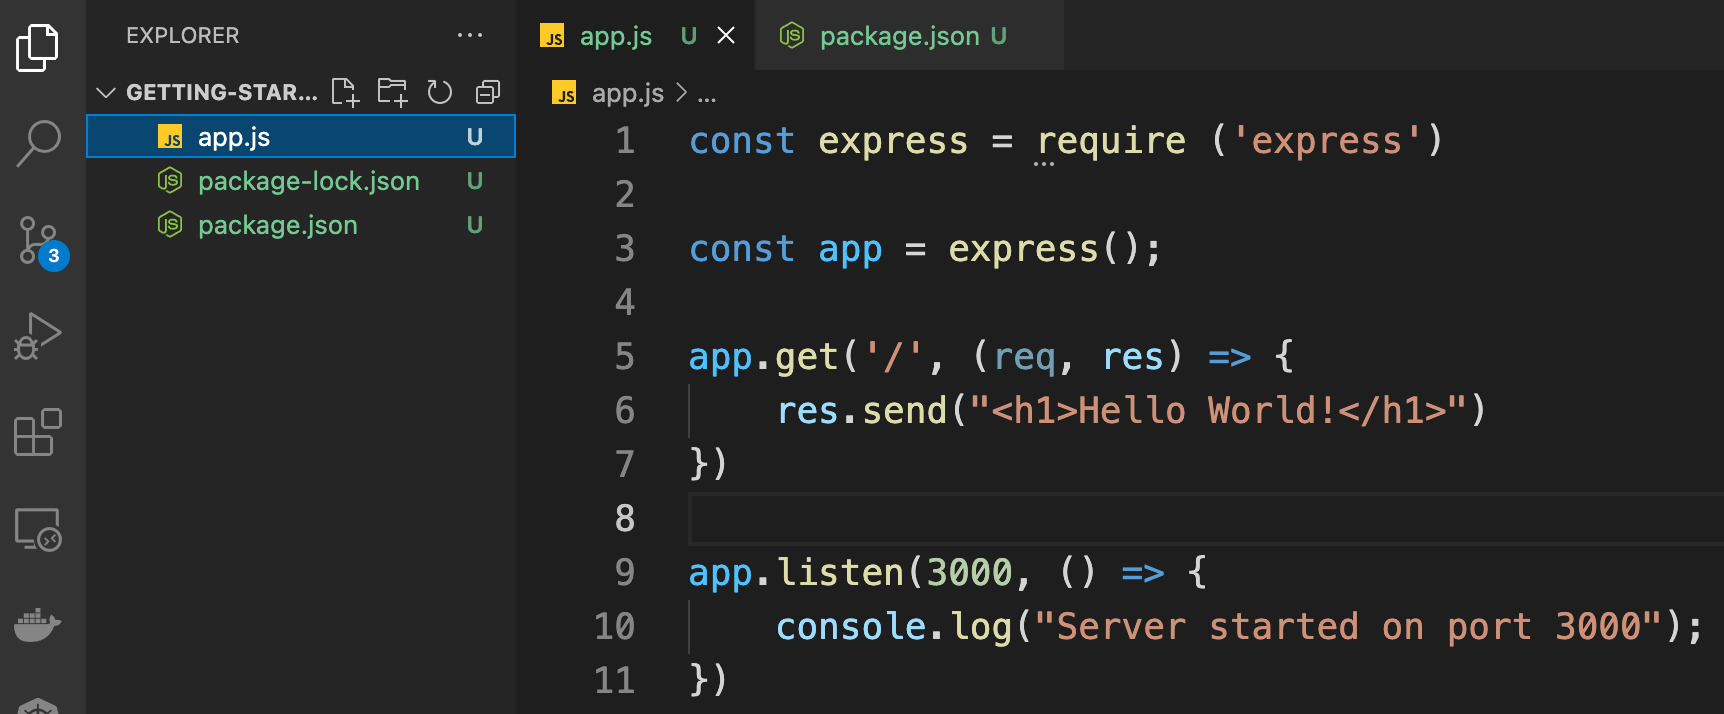 EXPLORER
GETTING-STAR...
JS app.js U
JS package-lock.json U
JS package.json U
3
JS app.js U
JS package.json U
JS app.js > ...
1 const express = require ('express')
2
3 const app = express();
4
5 app.get('/', (req, res) => {
6 res.send("<h1>Hello World!</h1>")
7 })
8
9 app.listen(3000, () => {
10 console.log("Server started on port 3000");
11 })